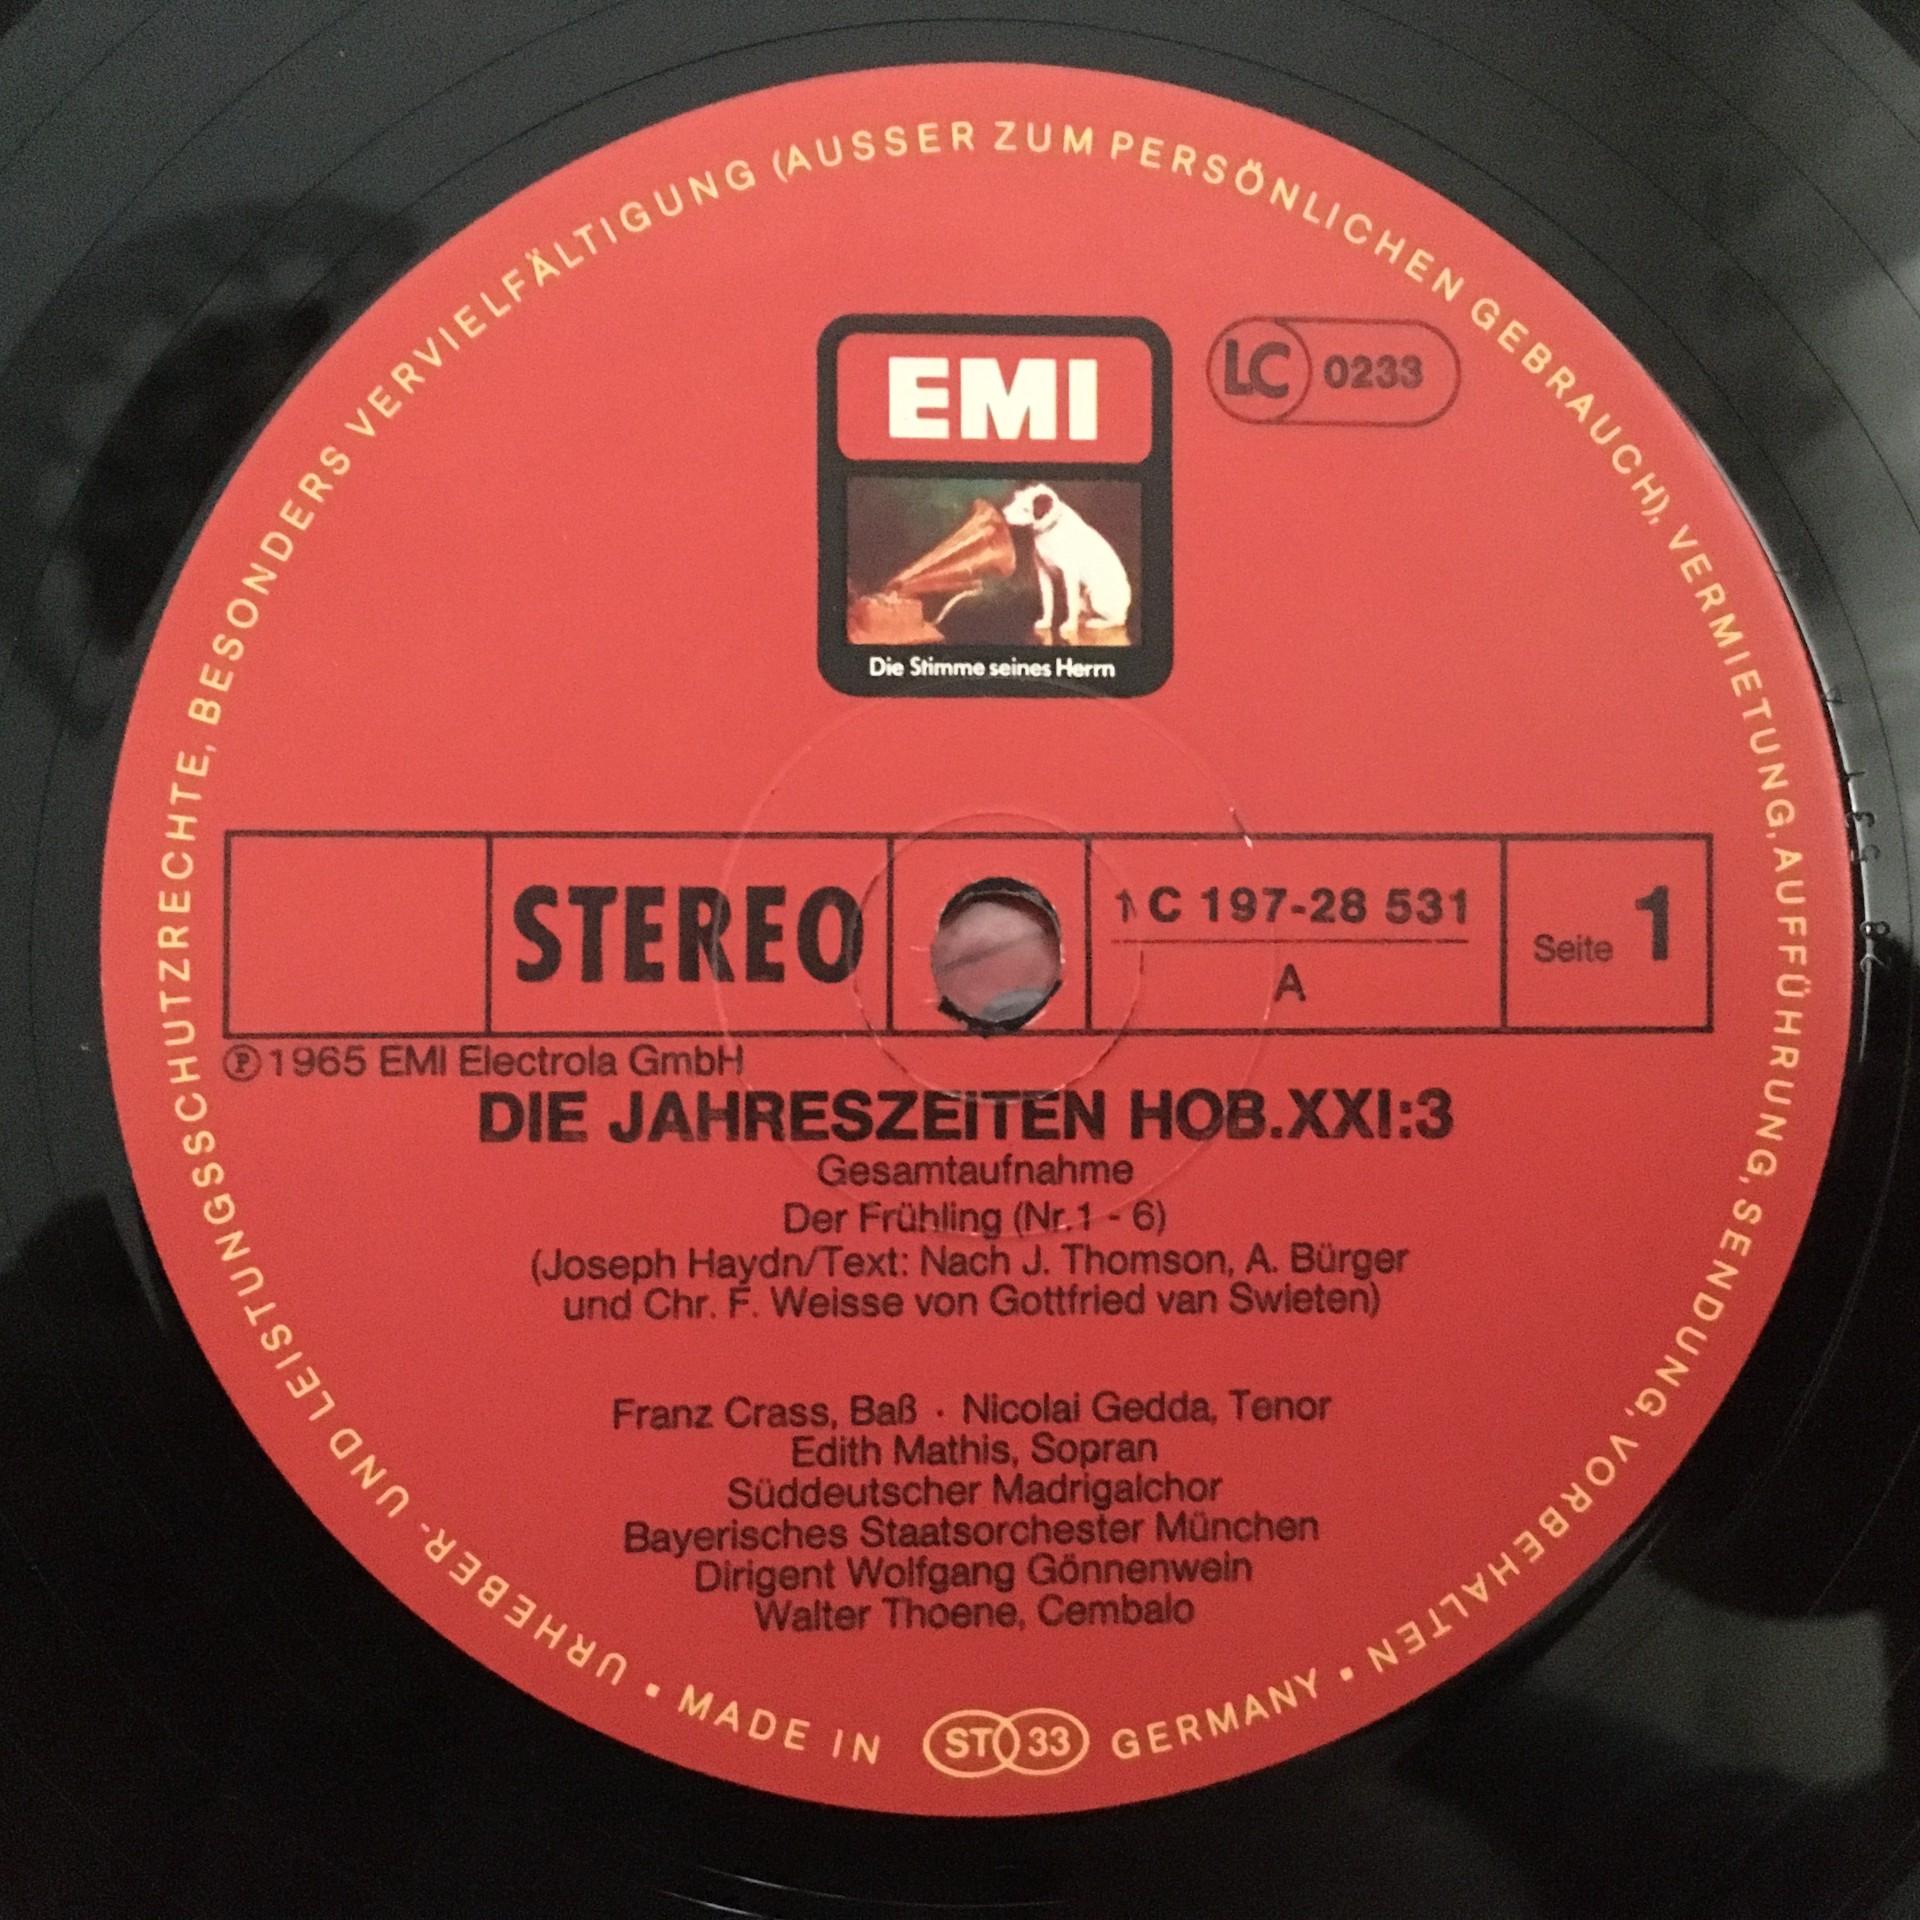 URHEBER- UND LEISTUNGSSCHUTZRECHTE, BESONDERS VERVIELFÄLTIGUNG (AUSSER ZUM PERSÖNLICHEN GEBRAUCH), VERMIETUNG, AUFFÜHRUNG, SENDUNG, VORBEHALTEN •
EMI
LC 0233
Die Stimme seines Herrn
STEREO
1 C 197-28 531
A
Seite 1
Ⓟ 1965 EMI Electrola GmbH
DIE JAHRESZEITEN HOB.XXI:3
Gesamtaufnahme
Der Frühling (Nr.1 - 6)
(Joseph Haydn/Text: Nach J. Thomson, A. Bürger
und Chr. F. Weisse von Gottfried van Swieten)
Franz Crass, Baß · Nicolai Gedda, Tenor
Edith Mathis, Sopran
Süddeutscher Madrigalchor
Bayerisches Staatsorchester München
Dirigent Wolfgang Gönnenwein
Walter Thoene, Cembalo
• MADE IN ST 33 GERMANY •